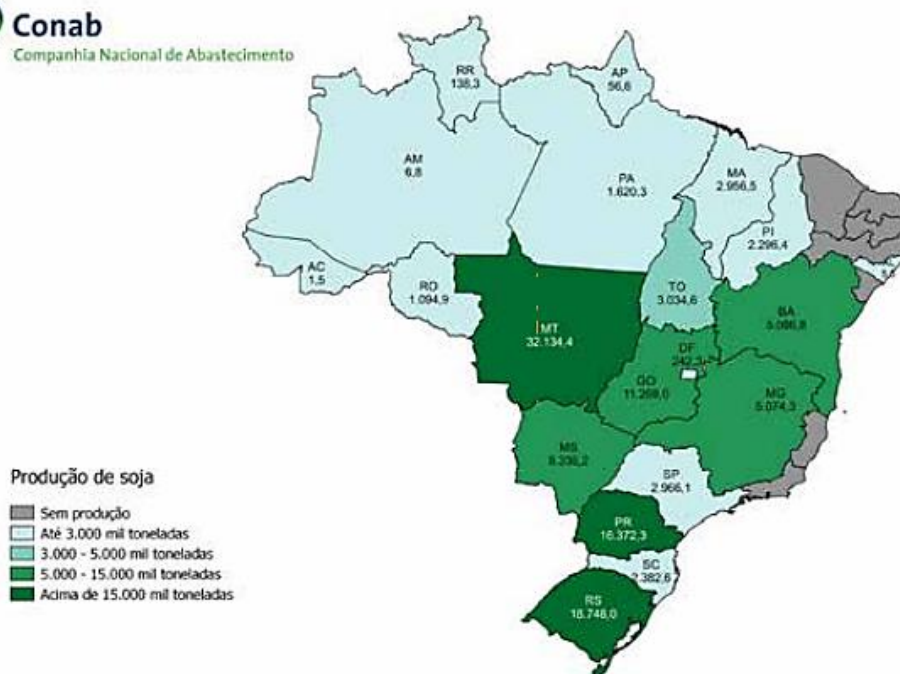 Conab
Companhia Nacional de Abastecimento
RR
138,3
AP
56,6
AM
6,8
PA
1.620,3
MA
2.956,5
PI
2.296,4
AC
1,5
RO
1.094,9
TO
3.034,6
BA
MT
32.134,4
DF
GO
11.269,0
MG
5.074,3
MS
SP
2.966,1
PR
16.372,3
SC
2.382,6
RS
18.748,0
Produção de soja
Sem produção
Até 3.000 mil toneladas
3.000 - 5.000 mil toneladas
5.000 - 15.000 mil toneladas
Acima de 15.000 mil toneladas